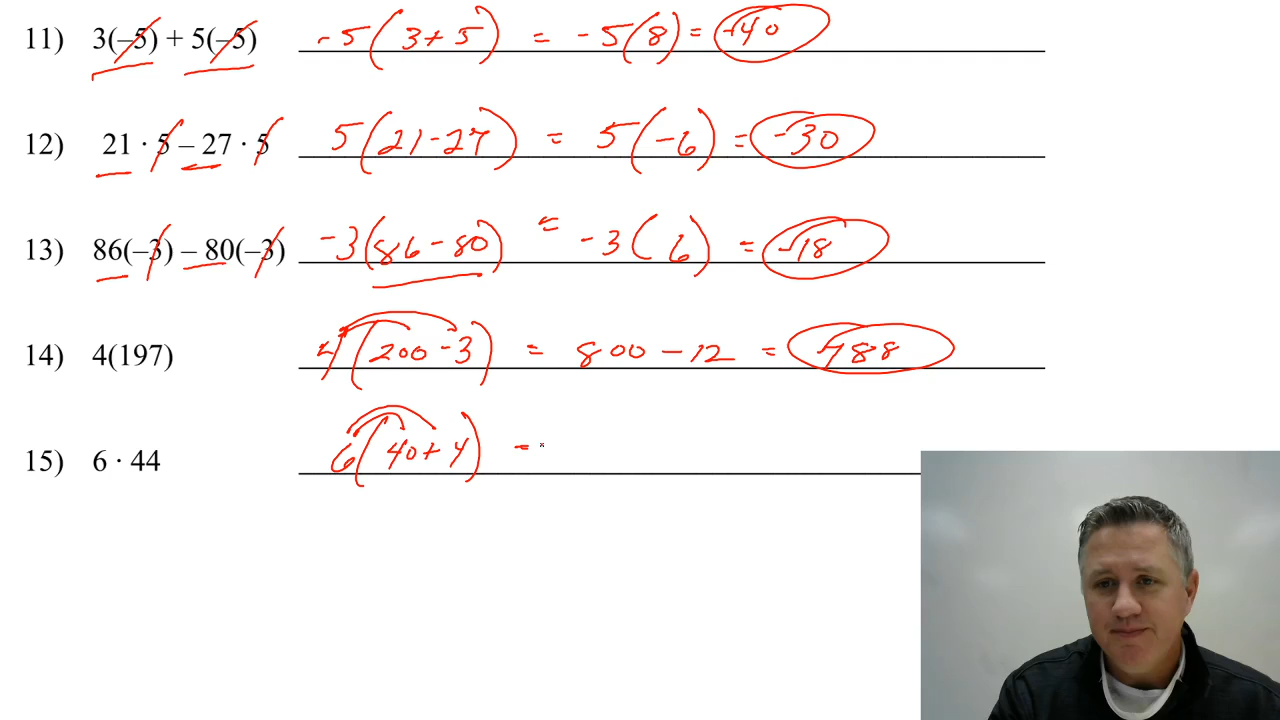 11) 3(–5) + 5(–5) -5(3+5) = -5(8) = -40
12) 21 · 5 – 27 · 5 5(21-27) = 5(-6) = -30
13) 86(–3) – 80(–3) -3(86-80) = -3(6) = -18
14) 4(197) 4(200-3) = 800-12 = 788
15) 6 · 44 6(40+4) =